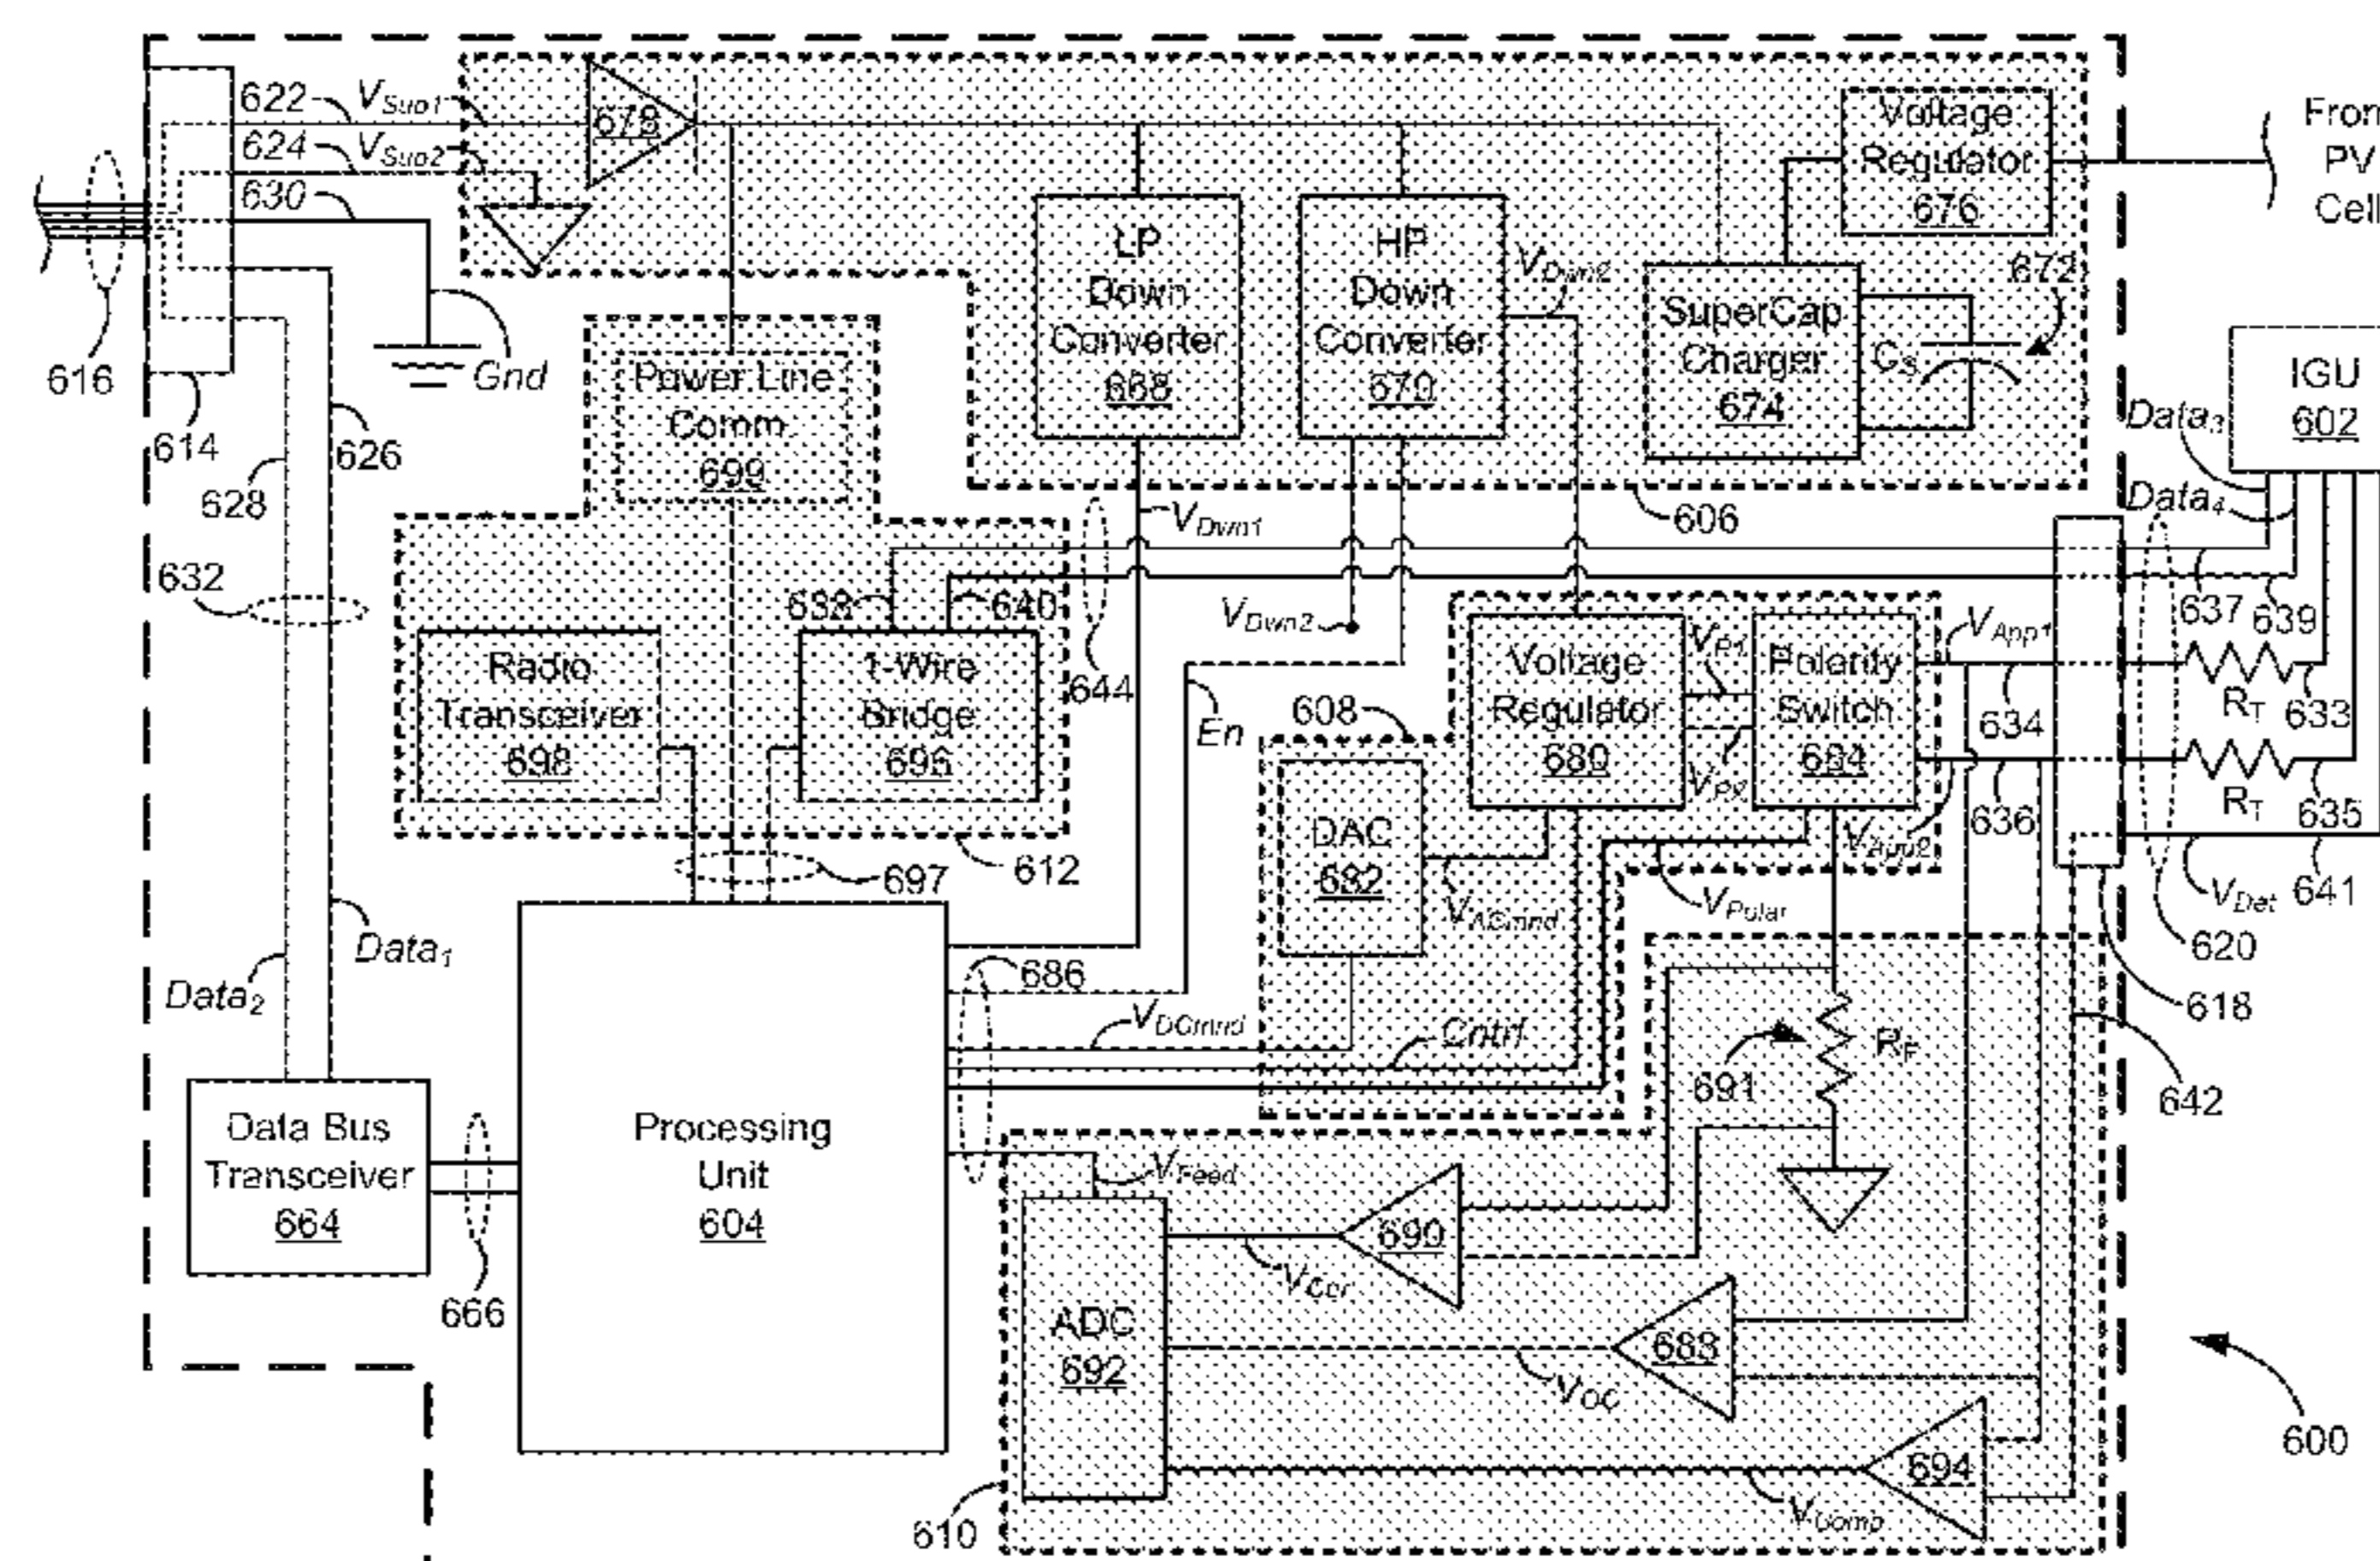 622
V_Sup1
624
V_Sup2
630
678
Voltage
Regulator
676
From
PV
Cell
616
614
Gnd
628
626
632
LP
Down
Converter
668
HP
Down
Converter
670
V_Dwn2
SuperCap
Charger
674
C_S
672
IGU
602
Data_3
Data_4
606
Power Line
Comm.
699
V_Dwn1
638
640
644
V_Dwn2
En
Radio
Transceiver
698
1-Wire
Bridge
696
697
612
608
Voltage
Regulator
680
V_P1
V_P2
Polarity
Switch
684
V_App1
634
636
V_App2
637
639
R_T
633
R_T
635
V_Det
641
620
618
642
DAC
682
V_ACmnd
V_Polar
686
V_DCmnd
Cntrl
691
R_F
Data_2
Data_1
Data Bus
Transceiver
664
666
Processing
Unit
604
V_Feed
ADC
692
690
V_Cur
688
V_OC
694
V_Comp
610
600